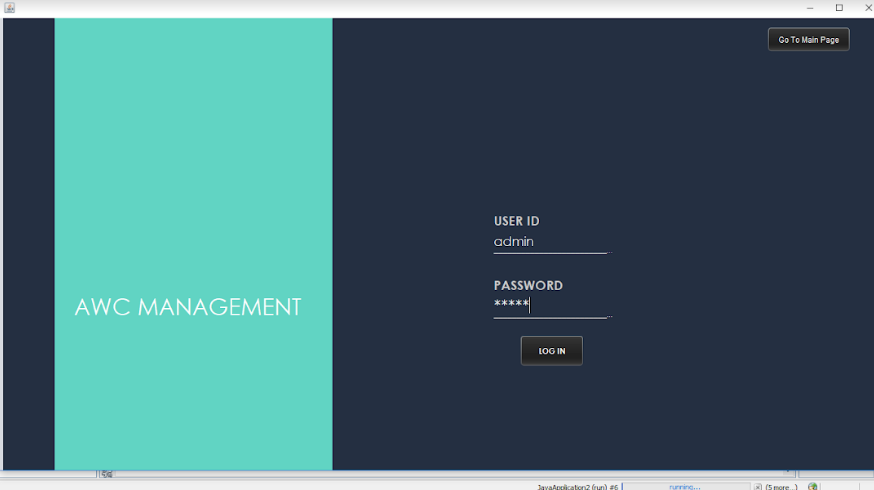 Go To Main Page
USER ID
admin
PASSWORD
*****
AWC MANAGEMENT
LOG IN
JavaApplication2 (run) #6 running... (5 more...)